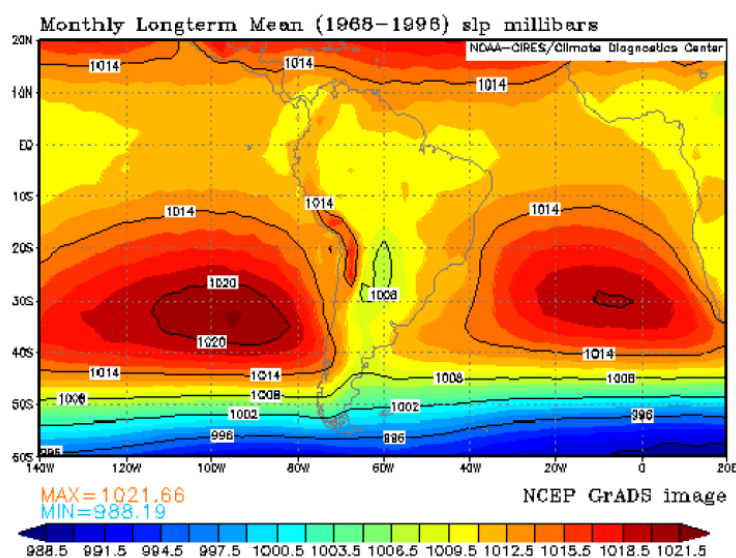 Monthly Longterm Mean (1968-1996) slp millibars
NOAA-CIRES/Climate Diagnostics Center
20N
10N
EQ
10S
20S
30S
40S
50S
60S
1014
1014
1014
1014
1014
1014
1020
1008
1020
1014
1014
1014
1008
1008
1008
1008
1002
1002
996
996
996
996
140W 120W 100W 80W 60W 40W 20W 0 20E
MAX=1021.66
MIN=988.19
NCEP GrADS image
988.5 991.5 994.5 997.5 1000.5 1003.5 1006.5 1009.5 1012.5 1015.5 1018.5 1021.5